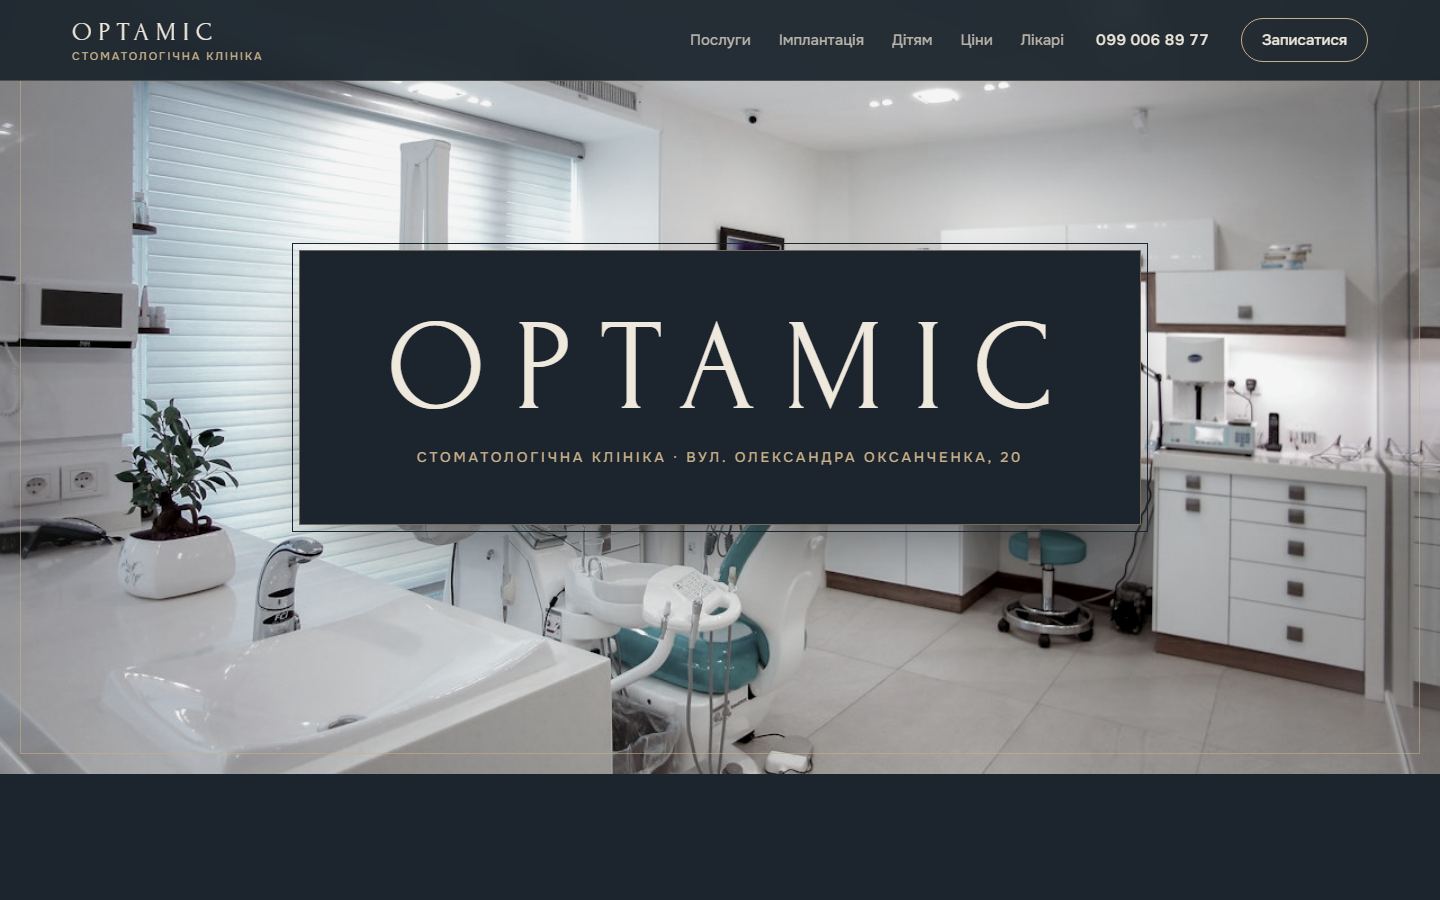 OPTAMIC
СТОМАТОЛОГІЧНА КЛІНІКА
Послуги Імплантація Дітям Ціни Лікарі 099 006 89 77 Записатися
OPTAMIC
СТОМАТОЛОГІЧНА КЛІНІКА · ВУЛ. ОЛЕКСАНДРА ОКСАНЧЕНКА, 20